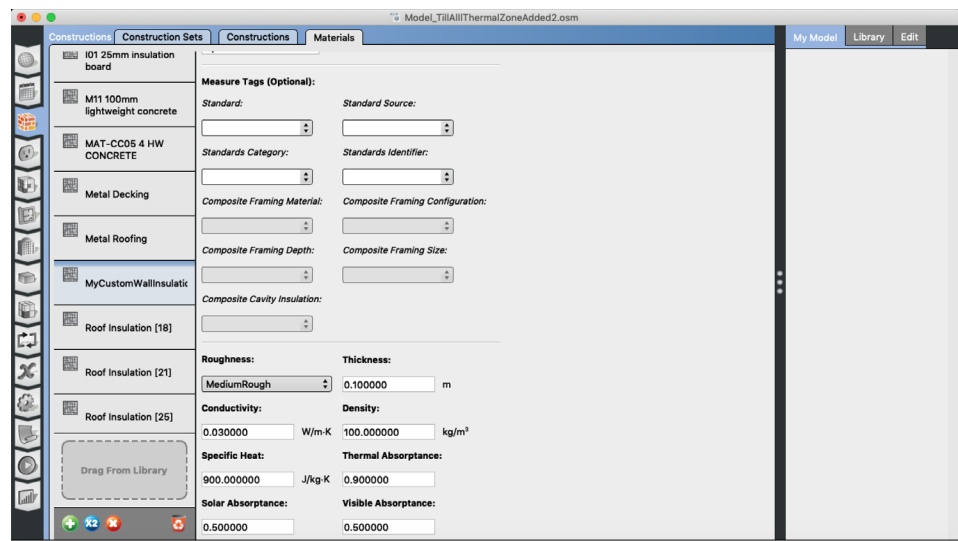 Model_TillAllIThermalZoneAdded2.osm
Constructions Construction Sets Constructions Materials
My Model Library Edit
I01 25mm insulation
board
M11 100mm
lightweight concrete
MAT-CC05 4 HW
CONCRETE
Metal Decking
Metal Roofing
MyCustomWallInsulatic
Roof Insulation [18]
Roof Insulation [21]
Roof Insulation [25]
Drag From Library
X2
Measure Tags (Optional):
Standard: Standard Source:
Standards Category: Standards Identifier:
Composite Framing Material: Composite Framing Configuration:
Composite Framing Depth: Composite Framing Size:
Composite Cavity Insulation:
Roughness: Thickness:
MediumRough 0.100000 m
Conductivity: Density:
0.030000 W/m·K 100.000000 kg/m³
Specific Heat: Thermal Absorptance:
900.000000 J/kg·K 0.900000
Solar Absorptance: Visible Absorptance:
0.500000 0.500000